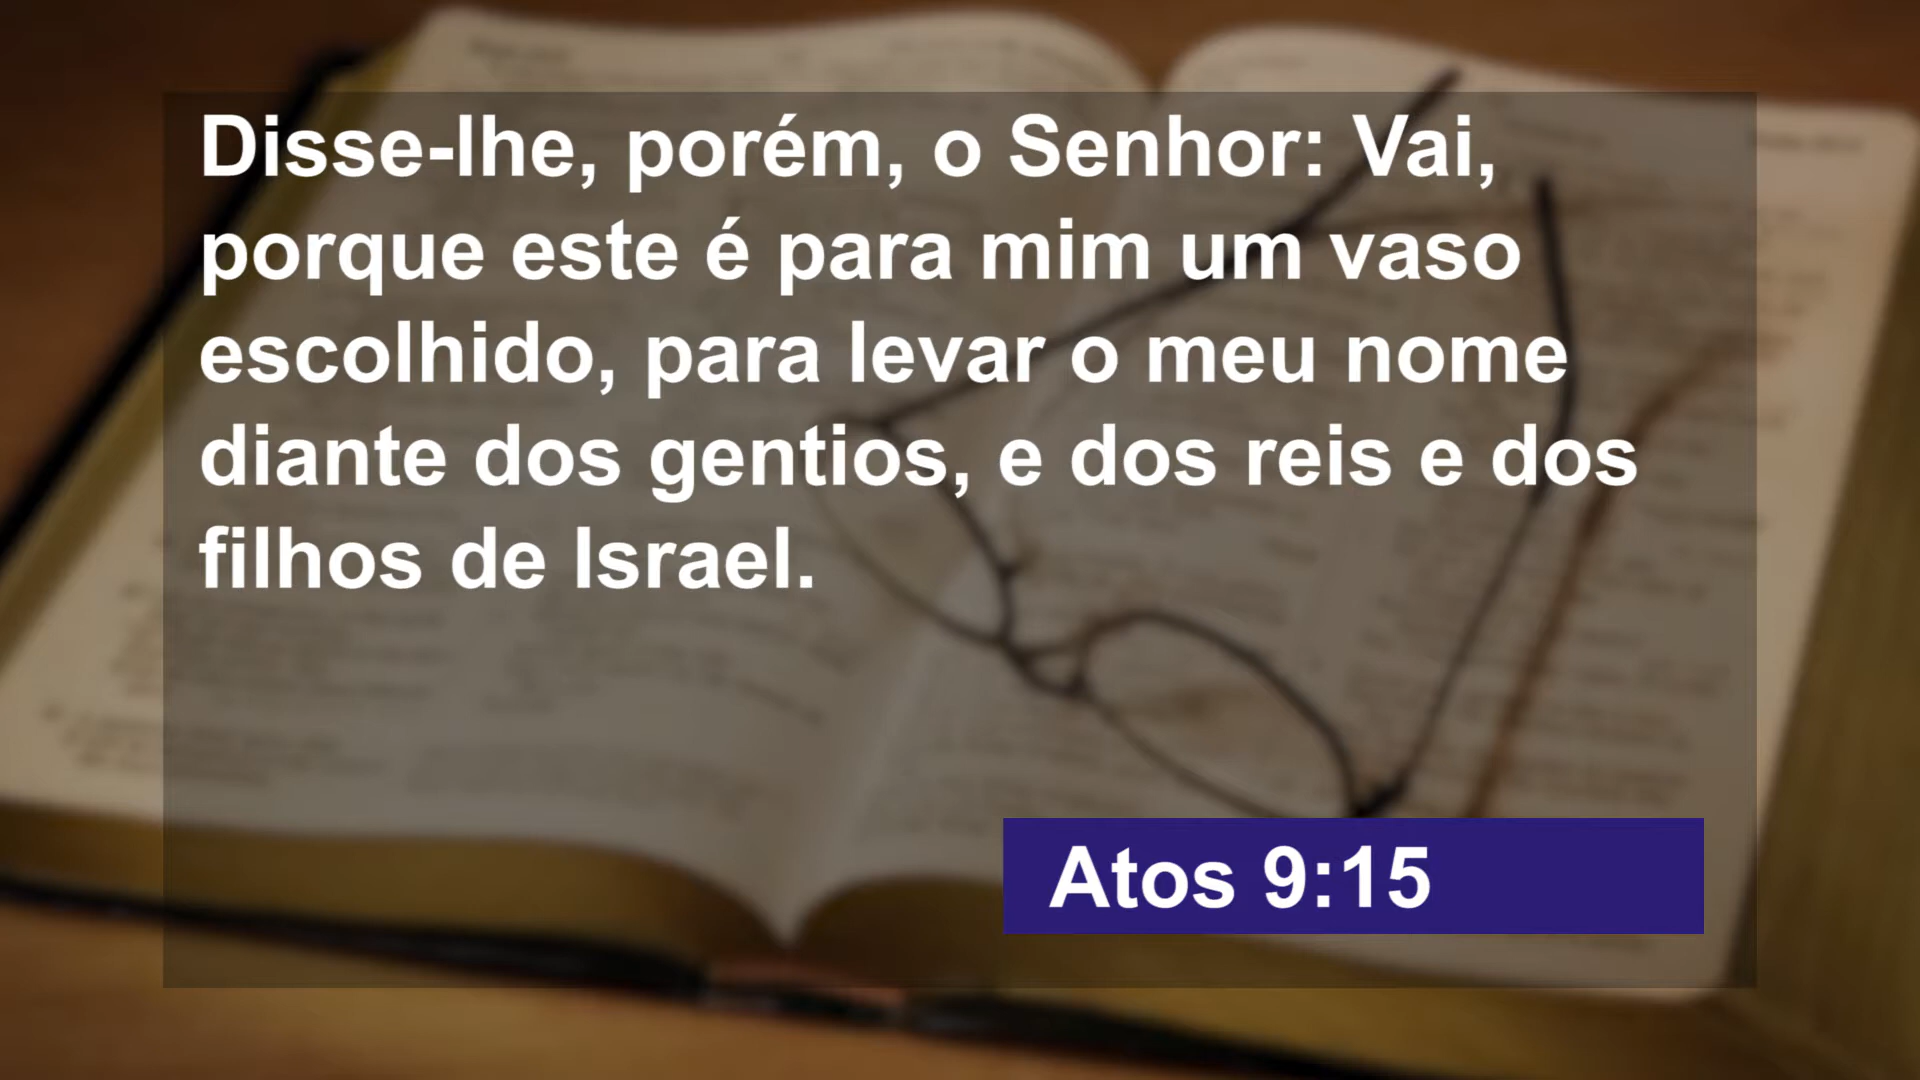 Disse-lhe, porém, o Senhor: Vai,
porque este é para mim um vaso
escolhido, para levar o meu nome
diante dos gentios, e dos reis e dos
filhos de Israel.
Atos 9:15